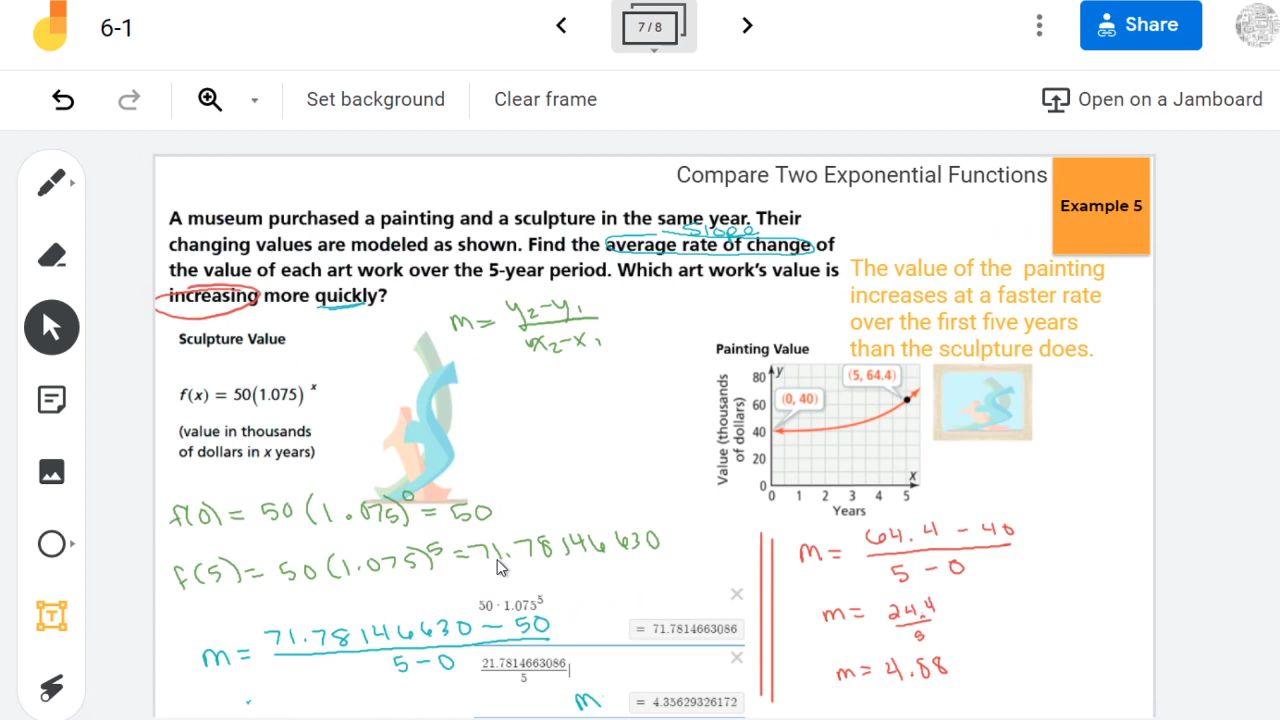 6-1
7 / 8
Share
Set background
Clear frame
Open on a Jamboard
Compare Two Exponential Functions
Example 5
A museum purchased a painting and a sculpture in the same year. Their
slope
changing values are modeled as shown. Find the average rate of change of
the value of each art work over the 5-year period. Which art work's value is
increasing more quickly?
The value of the painting
increases at a faster rate
over the first five years
than the sculpture does.
m = y₂ - y₁
x₂ - x₁
Sculpture Value
f(x) = 50(1.075)ˣ
(value in thousands
of dollars in x years)
Painting Value
Value (thousands
of dollars)
80
60
40
20
0
y
(0, 40)
(5, 64.4)
x
0 1 2 3 4 5
Years
f(0) = 50 (1.075)⁰ = 50
f(5) = 50 (1.075)⁵ = 71.78146630
50 · 1.075⁵
= 71.7814663086
m = 71.78146630 - 50
5 - 0
21.7814663086
5
m
= 4.35629326172
m = 64.4 - 40
5 - 0
m = 24.4
5
m = 4.88
T